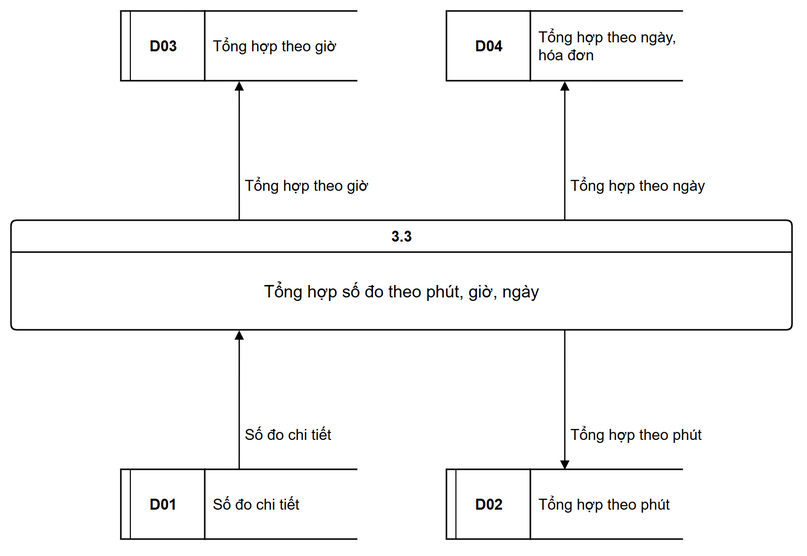 D03
Tổng hợp theo giờ
D04
Tổng hợp theo ngày,
hóa đơn
Tổng hợp theo giờ
Tổng hợp theo ngày
3.3
Tổng hợp số đo theo phút, giờ, ngày
Số đo chi tiết
Tổng hợp theo phút
D01
Số đo chi tiết
D02
Tổng hợp theo phút